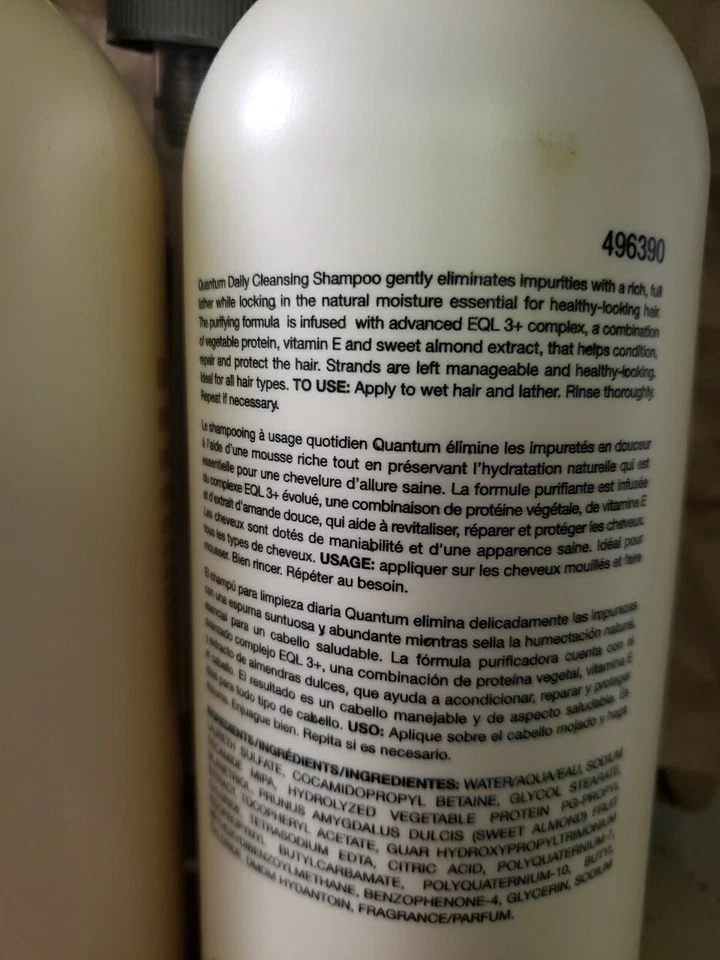 496390
Quantum Daily Cleansing Shampoo gently eliminates impurities with a rich, full
lather while locking in the natural moisture essential for healthy-looking hair.
The purifying formula is infused with advanced EQL 3+ complex, a combination
of vegetable protein, vitamin E and sweet almond extract, that helps condition,
repair and protect the hair. Strands are left manageable and healthy-looking.
Ideal for all hair types. TO USE: Apply to wet hair and lather. Rinse thoroughly.
Repeat if necessary.
Le shampooing à usage quotidien Quantum élimine les impuretés en douceur
à l'aide d'une mousse riche tout en préservant l'hydratation naturelle qui est
essentielle pour une chevelure d'allure saine. La formule purifiante est infusée
du complexe EQL 3+ évolué, une combinaison de protéine végétale, de vitamine E
et d'extrait d'amande douce, qui aide à revitaliser, réparer et protéger les cheveux.
Les cheveux sont dotés de maniabilité et d'une apparence saine. Idéal pour
tous les types de cheveux. USAGE: appliquer sur les cheveux mouillés et faire
mousser. Bien rincer. Répéter au besoin.
El champú para limpieza diaria Quantum elimina delicadamente las impurezas
con una espuma suntuosa y abundante mientras sella la humectación natural,
esencial para un cabello saludable. La fórmula purificadora cuenta con el
avanzado complejo EQL 3+, una combinación de proteína vegetal, vitamina E
y extracto de almendras dulces, que ayuda a acondicionar, reparar y proteger
el cabello. El resultado es un cabello manejable y de aspecto saludable. Es
ideal para todo tipo de cabello. USO: Aplique sobre el cabello mojado y haga
espuma. Enjuague bien. Repita si es necesario.
INGREDIENTS/INGRÉDIENTS/INGREDIENTES: WATER/AQUA/EAU, SODIUM
LAURETH SULFATE, COCAMIDOPROPYL BETAINE, GLYCOL STEARATE,
COCAMIDE MIPA, HYDROLYZED VEGETABLE PROTEIN PG-PROPYL
SILANETRIOL, PRUNUS AMYGDALUS DULCIS (SWEET ALMOND) FRUIT
EXTRACT, TOCOPHERYL ACETATE, GUAR HYDROXYPROPYLTRIMONIUM
CHLORIDE, TETRASODIUM EDTA, CITRIC ACID, POLYQUATERNIUM-7,
BUTYLCARBAMATE, POLYQUATERNIUM-10, BUTYL
BENZOPHENONE-4, GLYCERIN, SODIUM
DMDM HYDANTOIN, FRAGRANCE/PARFUM.